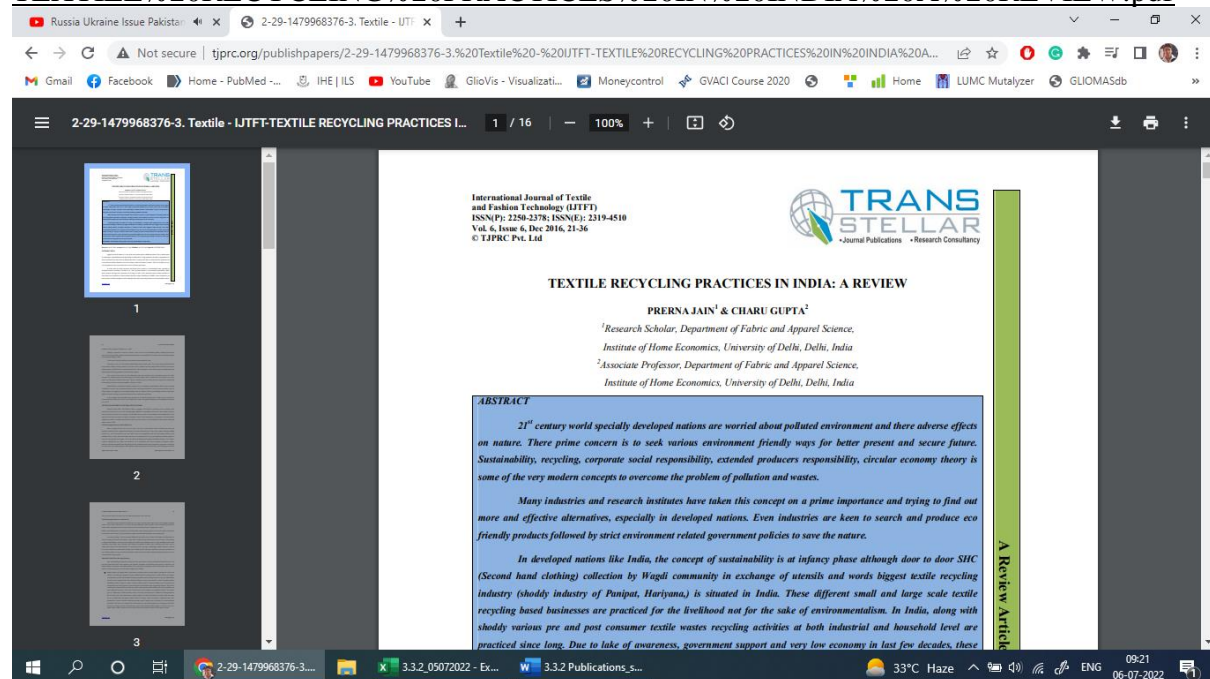 TEXTILE%20RECYCLING%20PRACTICES%20IN%20INDIA%20A%20REVIEW.pdf
Russia Ukraine Issue Pakistan
2-29-1479968376-3. Textile - IJTF
Not secure | tjprc.org/publishpapers/2-29-1479968376-3.%20Textile%20-%20IJTFT-TEXTILE%20RECYCLING%20PRACTICES%20IN%20INDIA%20A...
Gmail Facebook Home - PubMed -... IHE | ILS YouTube GlioVis - Visualizati... Moneycontrol GVACI Course 2020 Home LUMC Mutalyzer GLIOMASdb »
2-29-1479968376-3. Textile - IJTFT-TEXTILE RECYCLING PRACTICES I... 1 / 16 100%
1
2
3
International Journal of Textile
and Fashion Technology (IJTFT)
ISSN(P): 2250-2378; ISSN(E): 2319-4510
Vol. 6, Issue 6, Dec 2016, 21-36
© TJPRC Pvt. Ltd
TRANS
STELLAR
•Journal Publications •Research Consultancy
TEXTILE RECYCLING PRACTICES IN INDIA: A REVIEW
PRERNA JAIN1 & CHARU GUPTA2
1Research Scholar, Department of Fabric and Apparel Science,
Institute of Home Economics, University of Delhi, Delhi, India
2Associate Professor, Department of Fabric and Apparel Science,
Institute of Home Economics, University of Delhi, Delhi, India
ABSTRACT
21st century world specially developed nations are worried about polluted environment and there adverse effects
on nature. There prime concern is to seek various environment friendly ways for better present and secure future.
Sustainability, recycling, corporate social responsibility, extended producers responsibility, circular economy theory is
some of the very modern concepts to overcome the problem of pollution and wastes.
Many industries and research institutes have taken this concept on a prime importance and trying to find out
more and effective alternatives, especially in developed nations. Even industries are keen to search and produce eco
friendly products followed by strict environment related government policies to save the nature.
In developed nations like India, the concept of sustainability is at infancy phase although door to door SHC
(Second hand clothing) collection by Wagdi community in exchange of utensils and words biggest textile recycling
industry (shoddy industry of Panipat, Hariyana,) is situated in India. These different small and large scale textile
recycling based businesses are practiced for the livelihood not for the sake of environmentalism. In India, along with
shoddy various pre and post consumer textile wastes recycling activities at both industrial and household level are
practiced since long. Due to lake of awareness, government support and very low economy in last few decades, these
A Review Article
2-29-1479968376-3.... 3.3.2_05072022 - Ex... 3.3.2 Publications_s... 33°C Haze ENG 09:21
06-07-2022